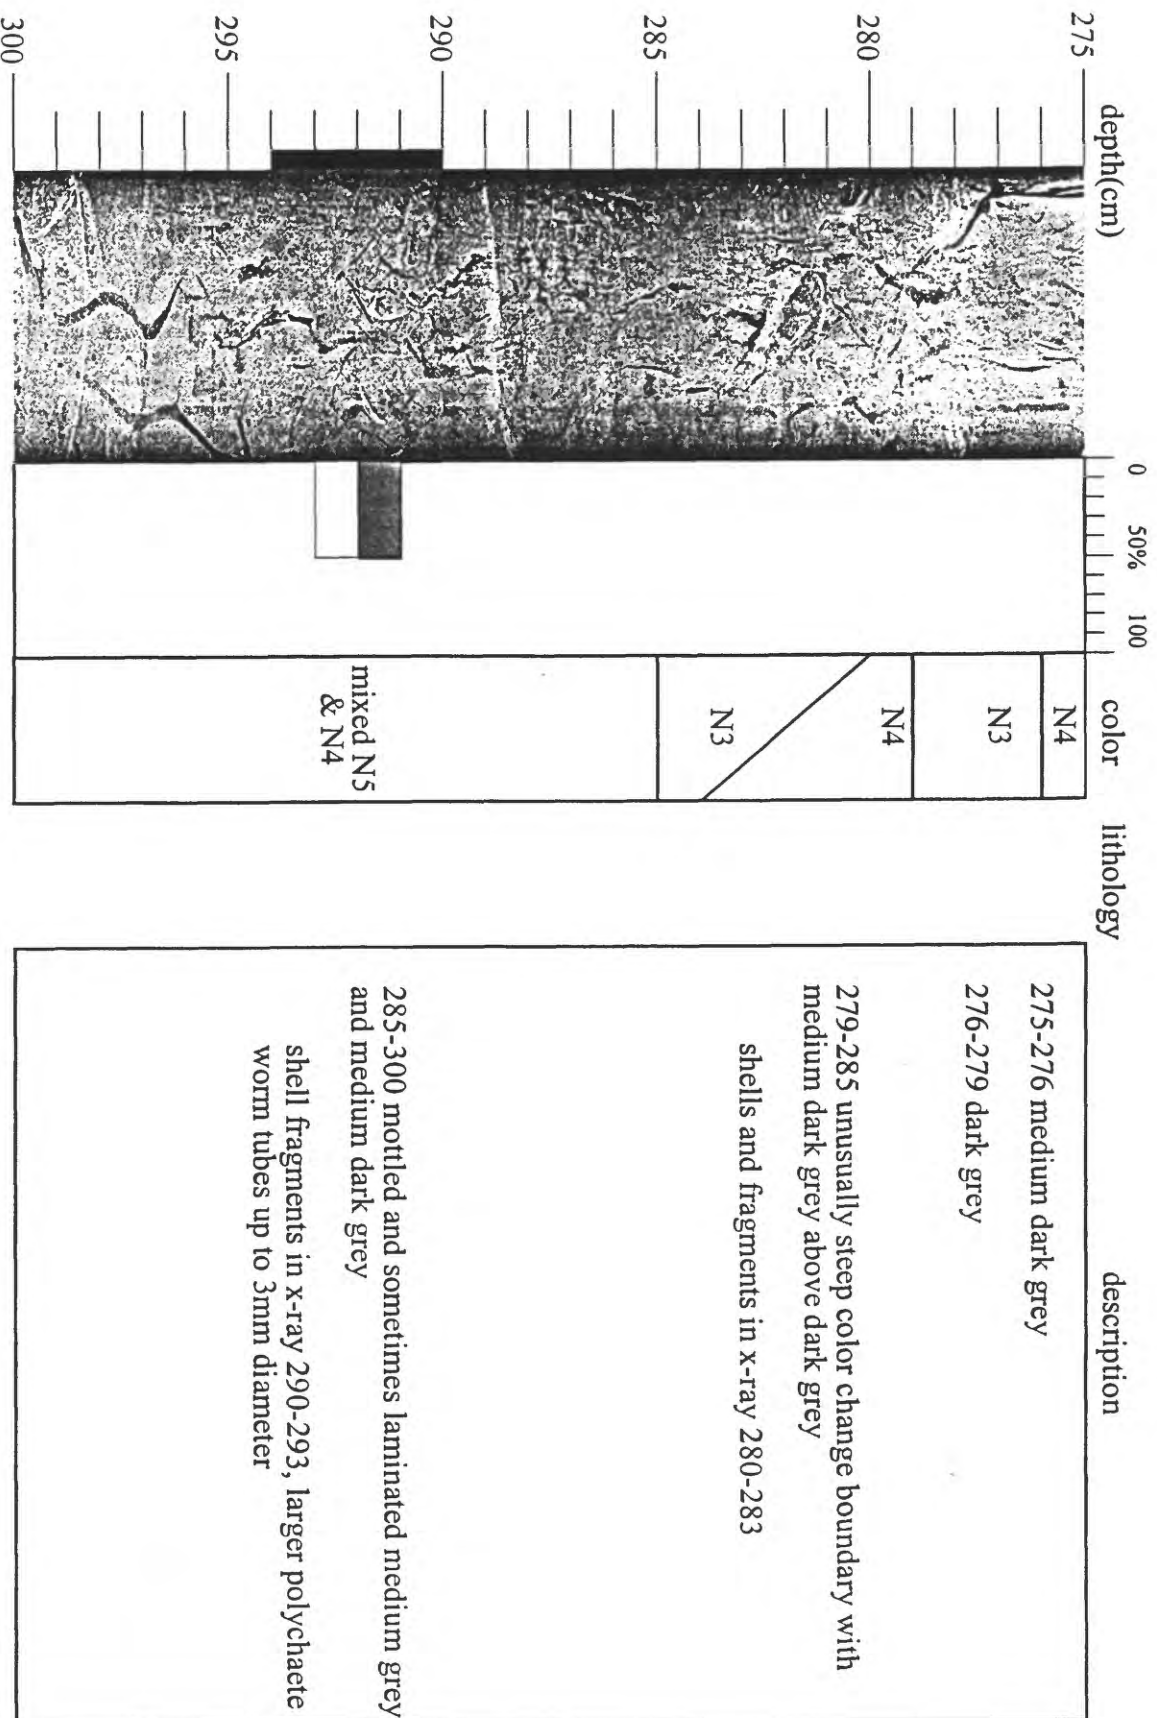 depth(cm)
0 50% 100
color
lithology
description
275
280
285
290
295
300
N4
N3
N4
N3
mixed N5
& N4
275-276 medium dark grey
276-279 dark grey
279-285 unusually steep color change boundary with
medium dark grey above dark grey
shells and fragments in x-ray 280-283
285-300 mottled and sometimes laminated medium grey
and medium dark grey
shell fragments in x-ray 290-293, larger polychaete
worm tubes up to 3mm diameter